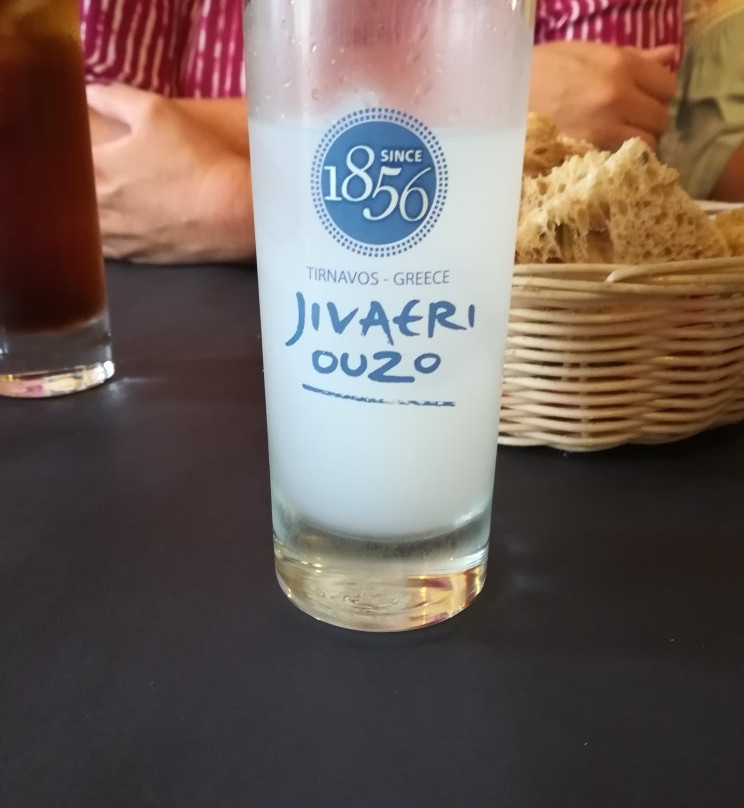 SINCE
1856
TIRNAVOS - GREECE
JIVAERI
OUZO